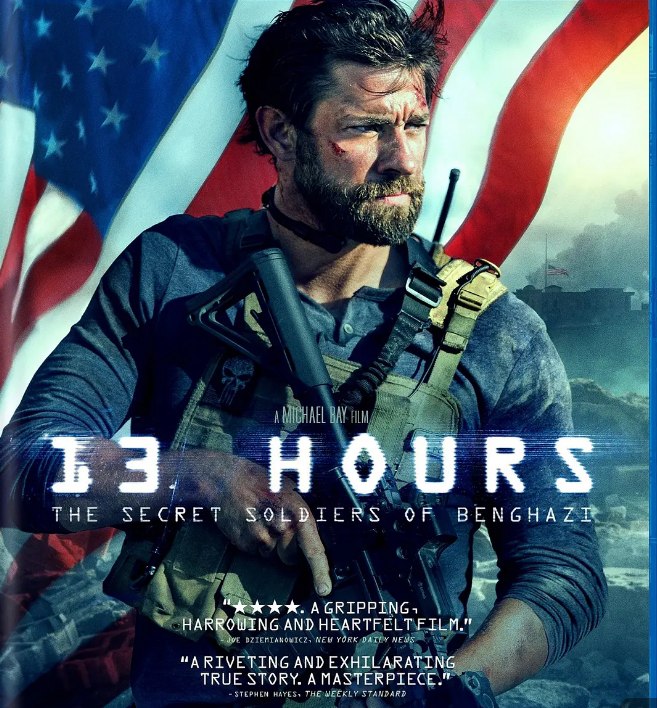 A MICHAEL BAY FILM
13 HOURS
THE SECRET SOLDIERS OF BENGHAZI
"★★★★. A GRIPPING,
HARROWING AND HEARTFELT FILM."
- JOE DZIEMIANOWICZ, NEW YORK DAILY NEWS
"A RIVETING AND EXHILARATING
TRUE STORY. A MASTERPIECE."
- STEPHEN HAYES, THE WEEKLY STANDARD